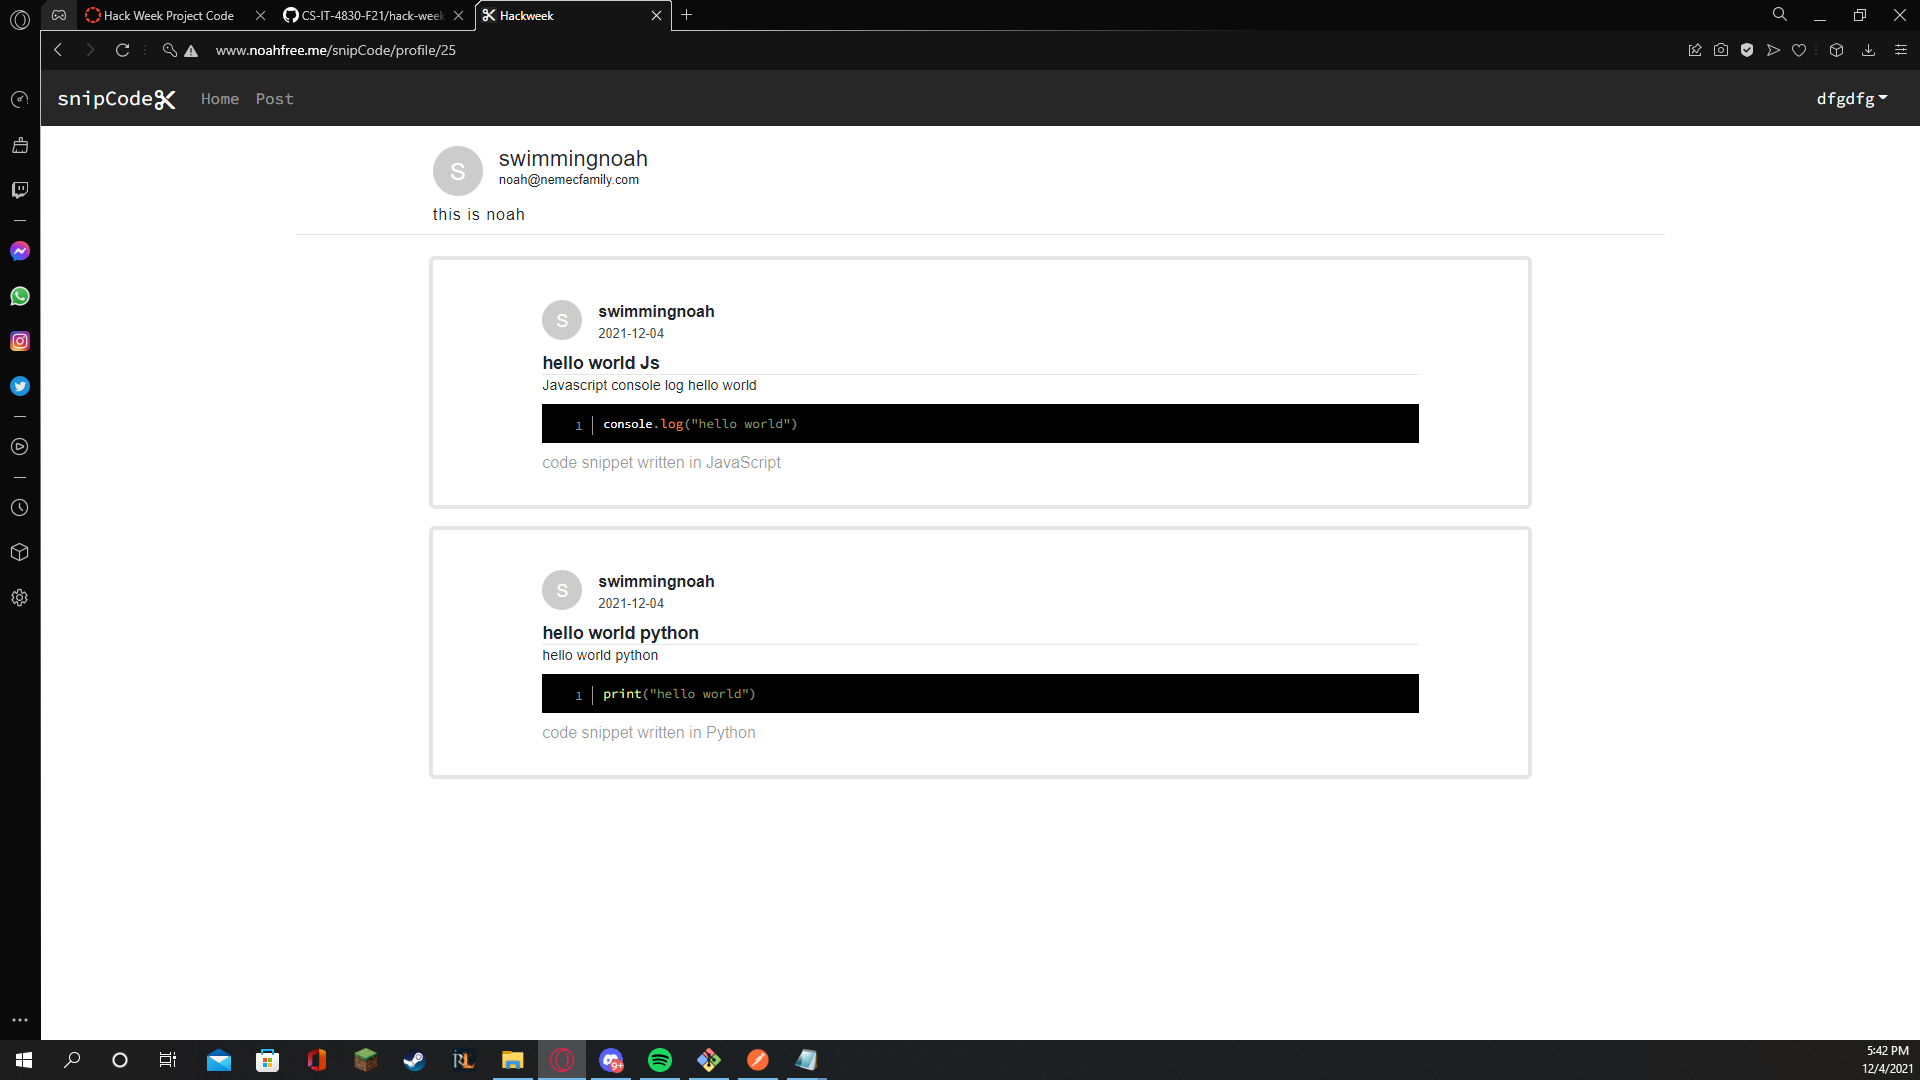 Hack Week Project Code
CS-IT-4830-F21/hack-week
Hackweek
www.noahfree.me/snipCode/profile/25
snipCode
Home
Post
dfgdfg
S
swimmingnoah
noah@nemecfamily.com
this is noah
S
swimmingnoah
2021-12-04
hello world Js
Javascript console log hello world
1 console.log("hello world")
code snippet written in JavaScript
S
swimmingnoah
2021-12-04
hello world python
hello world python
1 print("hello world")
code snippet written in Python
RL
9+
5:42 PM
12/4/2021